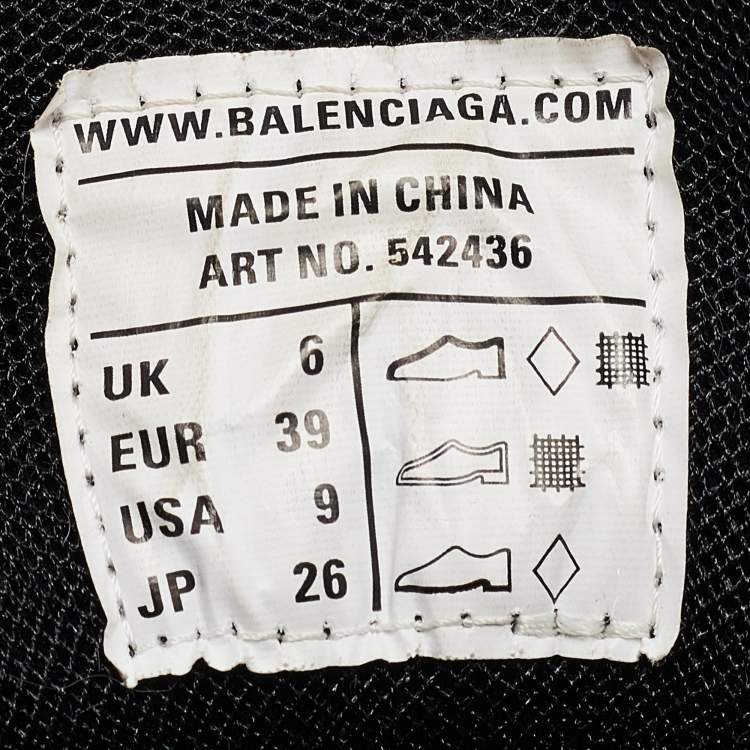 WWW.BALENCIAGA.COM
MADE IN CHINA
ART NO. 542436
UK 6
EUR 39
USA 9
JP 26